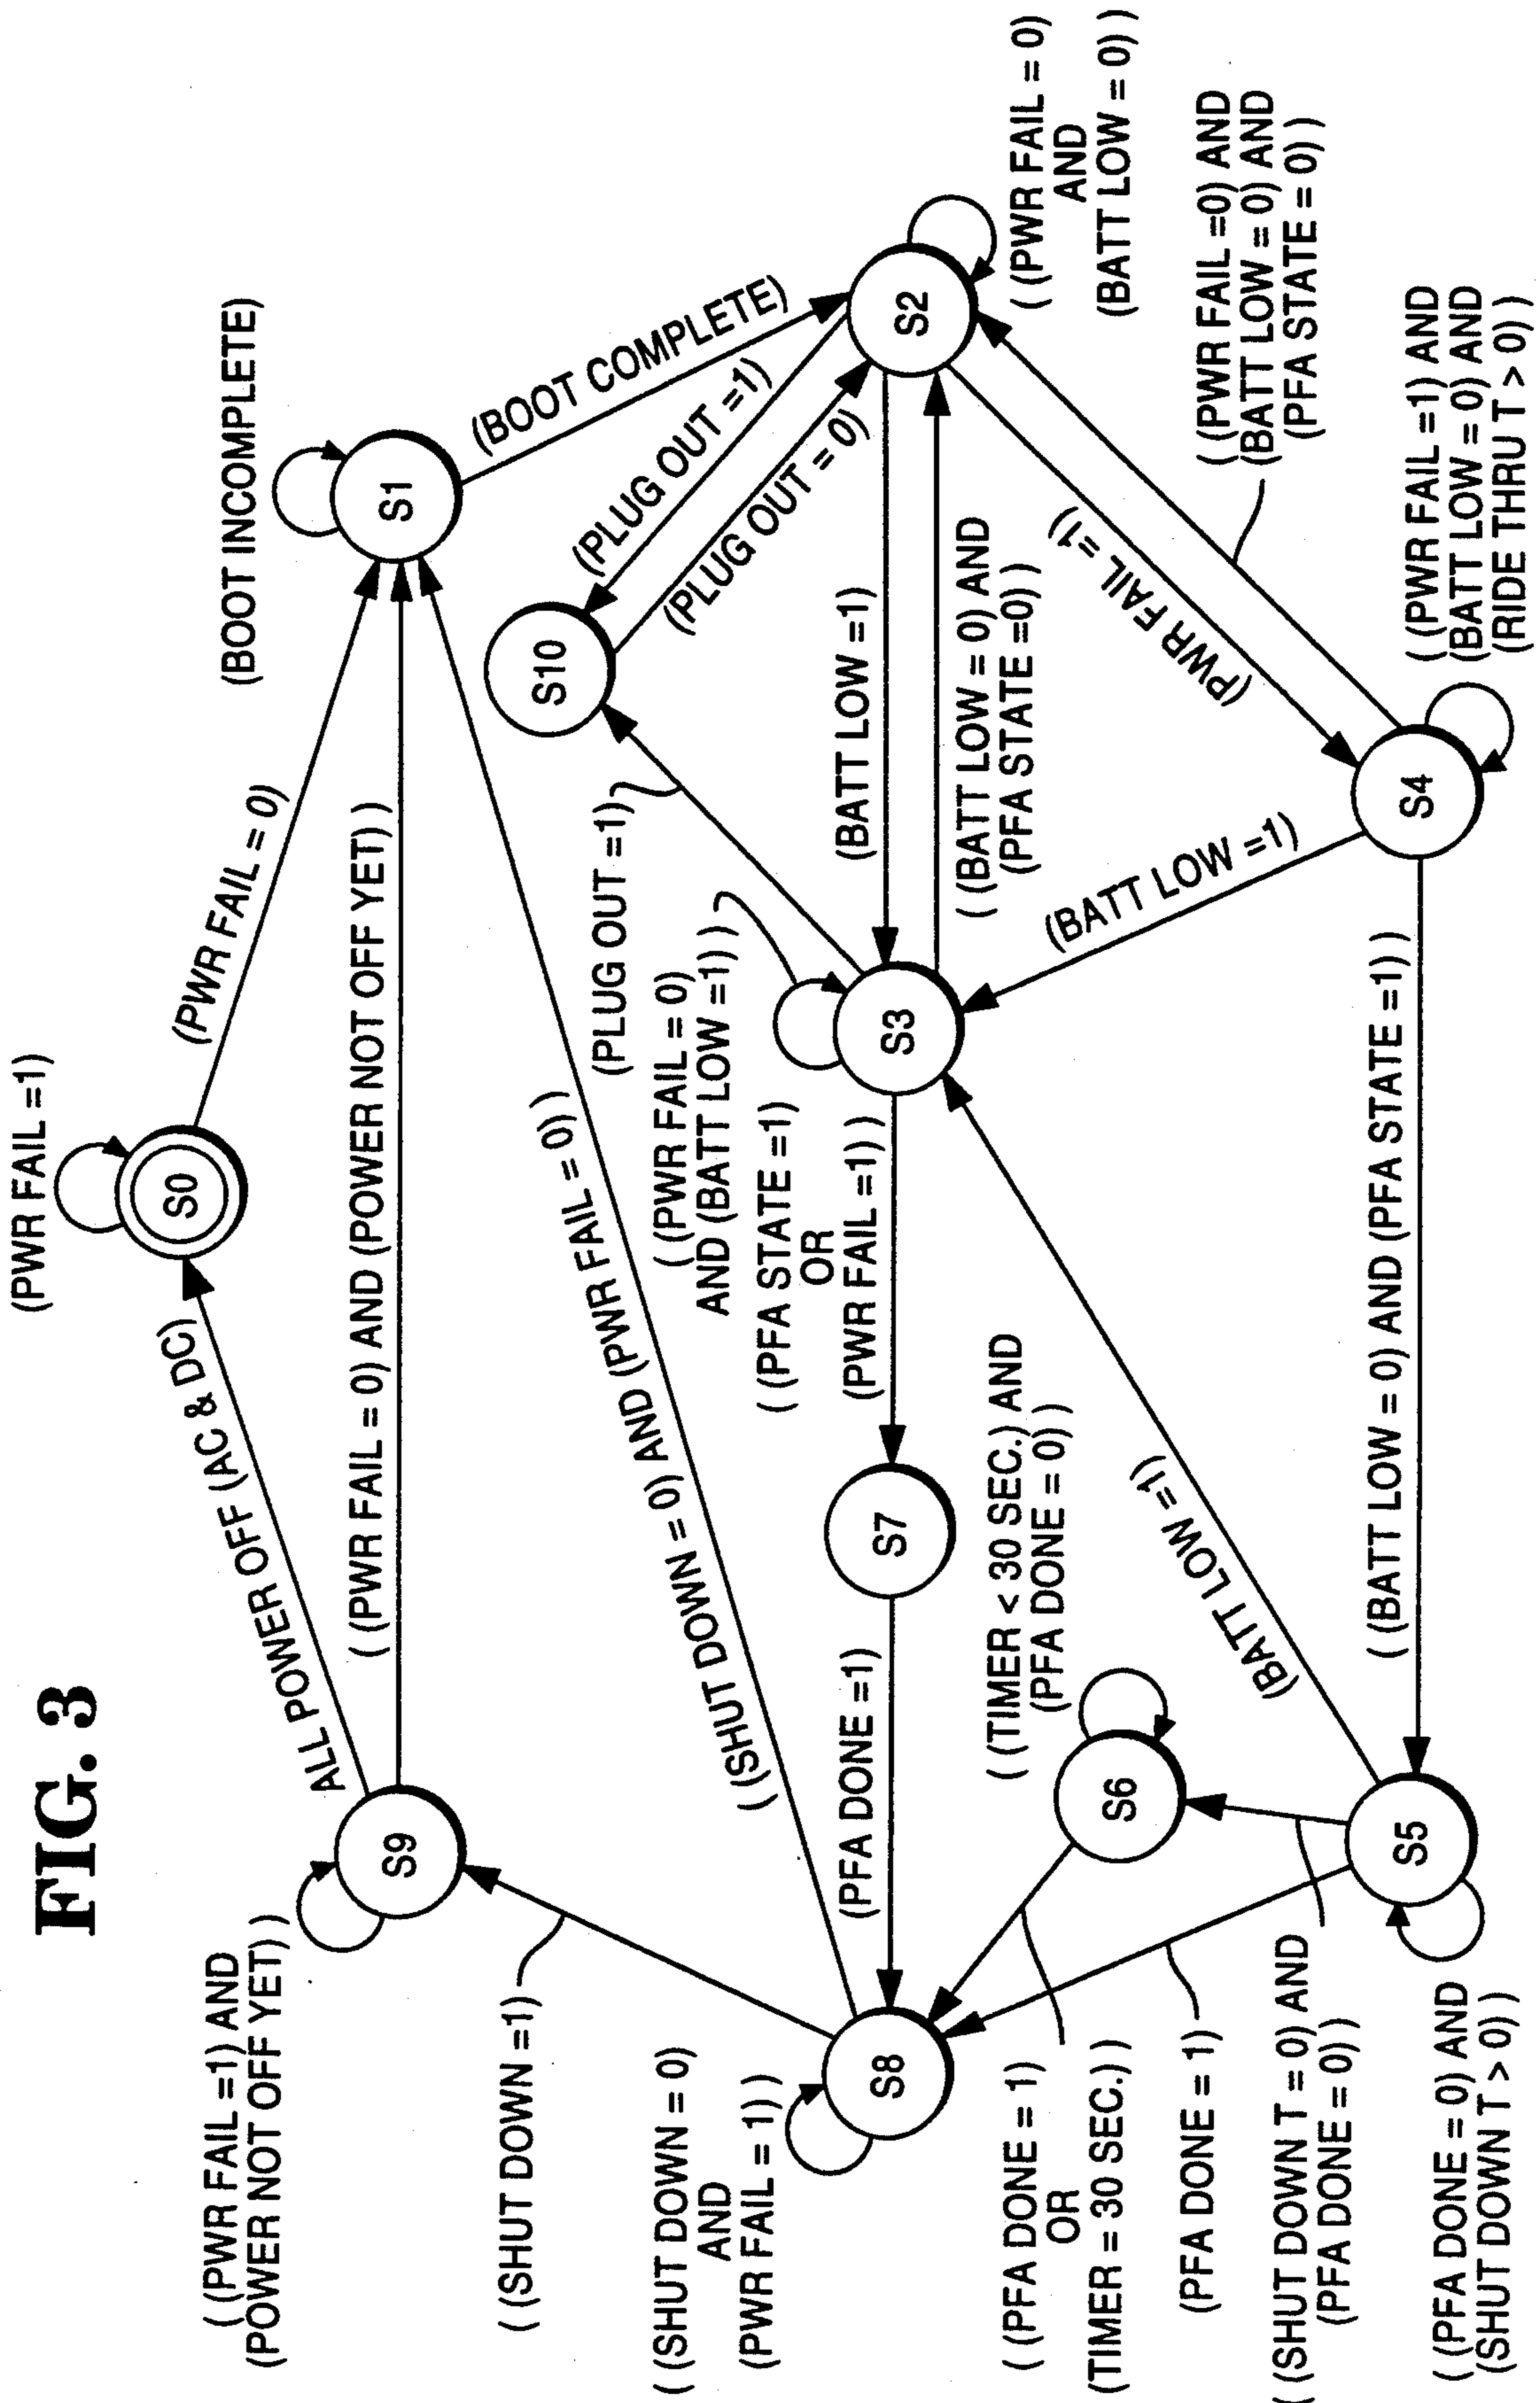 FIG. 3
(PWR FAIL =1)
S0
ALL POWER OFF (AC & DC)
(PWR FAIL = 0)
(BOOT INCOMPLETE)
S1
((PWR FAIL =1) AND
(POWER NOT OFF YET))
S9
((PWR FAIL = 0) AND (POWER NOT OFF YET))
(BOOT COMPLETE)
((SHUT DOWN =1)
((SHUT DOWN = 0) AND (PWR FAIL = 0))
S10
(PLUG OUT =1)
(PLUG OUT = 0)
(PLUG OUT =1)
((PWR FAIL = 0)
AND (BATT LOW =1))
((SHUT DOWN = 0)
AND
(PWR FAIL = 1))
S8
(PFA DONE =1)
S7
((PFA STATE =1)
OR
(PWR FAIL =1))
S3
(BATT LOW =1)
((BATT LOW = 0) AND
(PFA STATE =0))
S2
((PWR FAIL = 0)
AND
(BATT LOW = 0))
((PFA DONE = 1)
OR
(TIMER = 30 SEC.))
((TIMER < 30 SEC.) AND
(PFA DONE = 0))
S6
(BATT LOW =1)
(BATT LOW =1)
(PWR FAIL =1)
((PWR FAIL =0) AND
(BATT LOW = 0) AND
(PFA STATE = 0))
(PFA DONE = 1)
((SHUT DOWN T = 0) AND
(PFA DONE = 0))
((BATT LOW = 0) AND (PFA STATE =1))
S5
S4
((PFA DONE = 0) AND
(SHUT DOWN T > 0))
((PWR FAIL =1) AND
(BATT LOW = 0) AND
(RIDE THRU T > 0))